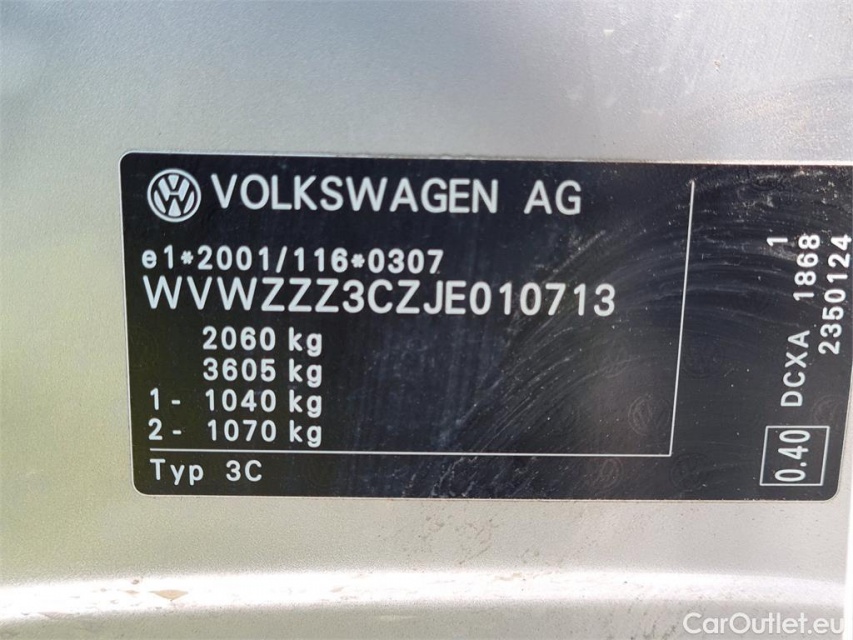 VOLKSWAGEN AG
e1*2001/116*0307
WVWZZZ3CZJE010713
2060 kg
3605 kg
1- 1040 kg
2- 1070 kg
Typ 3C
0.40 DCXA 1868 1
2350124
CarOutlet.eu